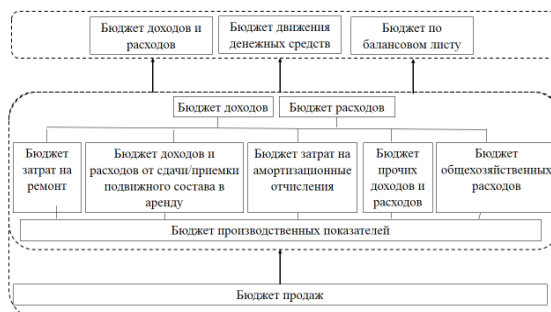 Бюджет доходов и
расходов
Бюджет движения
денежных средств
Бюджет по
балансовом листу
Бюджет доходов
Бюджет расходов
Бюджет
затрат на
ремонт
Бюджет доходов и
расходов от сдачи/приемки
подвижного состава в
аренду
Бюджет затрат на
амортизационные
отчисления
Бюджет
прочих
доходов и
расходов
Бюджет
общехозяйственных
расходов
Бюджет производственных показателей
Бюджет продаж